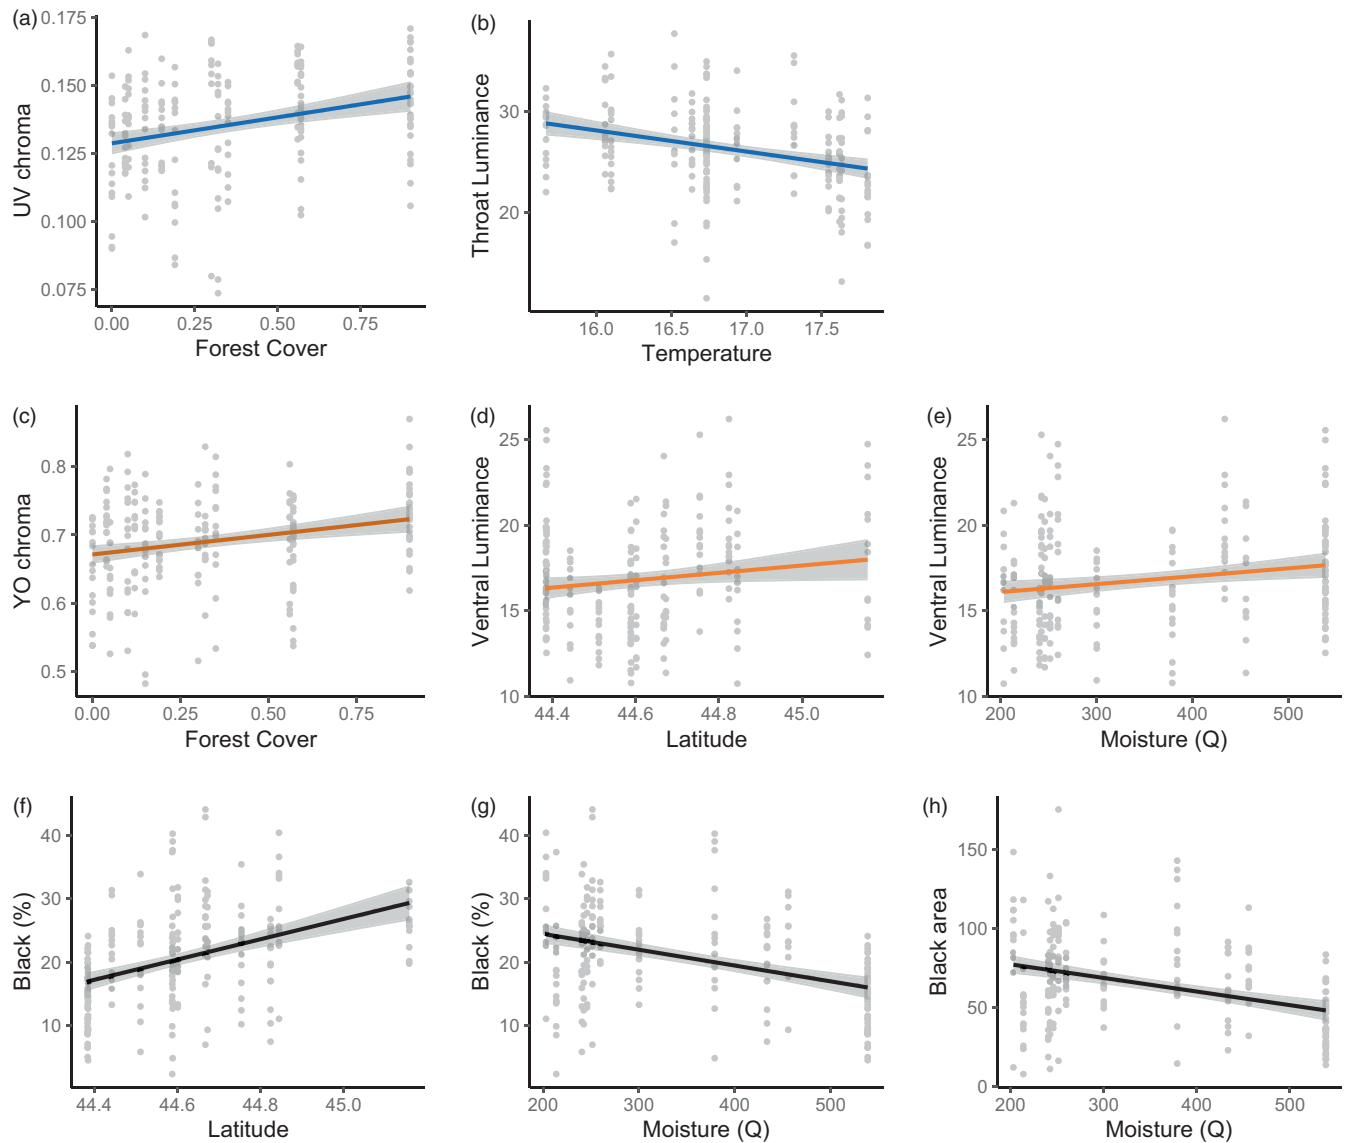 (a)
0.175
0.150
0.125
0.100
0.075
UV chroma
0.00 0.25 0.50 0.75
Forest Cover
(b)
30
20
Throat Luminance
16.0 16.5 17.0 17.5
Temperature
(c)
0.8
0.7
0.6
0.5
YO chroma
0.00 0.25 0.50 0.75
Forest Cover
(d)
25
20
15
10
Ventral Luminance
44.4 44.6 44.8 45.0
Latitude
(e)
25
20
15
10
Ventral Luminance
200 300 400 500
Moisture (Q)
(f)
40
30
20
10
Black (%)
44.4 44.6 44.8 45.0
Latitude
(g)
40
30
20
10
Black (%)
200 300 400 500
Moisture (Q)
(h)
150
100
50
0
Black area
200 300 400 500
Moisture (Q)